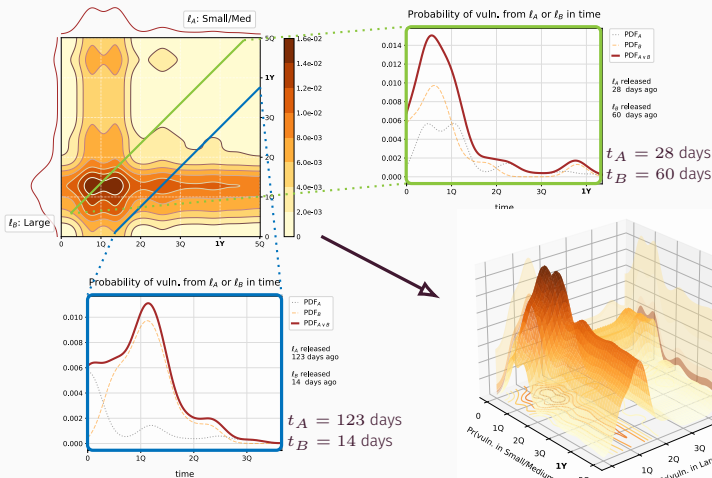 ℓA: Small/Med
5Q
1Y
3Q
2Q
1Q
0
0
1Q
2Q
3Q
1Y
5Q
ℓB: Large
1.6e-02
1.4e-02
1.2e-02
1.0e-02
8.0e-03
6.0e-03
4.0e-03
2.0e-03
0
Probability of vuln. from ℓA or ℓB in time
0.014
0.012
0.010
0.008
0.006
0.004
0.002
0.000
0
1Q
2Q
3Q
1Y
time
PDFA
PDFB
PDFA∨B
ℓA released
28 days ago
ℓB released
60 days ago
tA = 28 days
tB = 60 days
Probability of vuln. from ℓA or ℓB in time
0.010
0.008
0.006
0.004
0.002
0.000
0
1Q
2Q
3Q
time
PDFA
PDFB
PDFA∨B
ℓA released
123 days ago
ℓB released
14 days ago
tA = 123 days
tB = 14 days
0
1Q
2Q
3Q
1Y
5Q
Pr(vuln. in Small/Medium
1Q
2Q
3Q